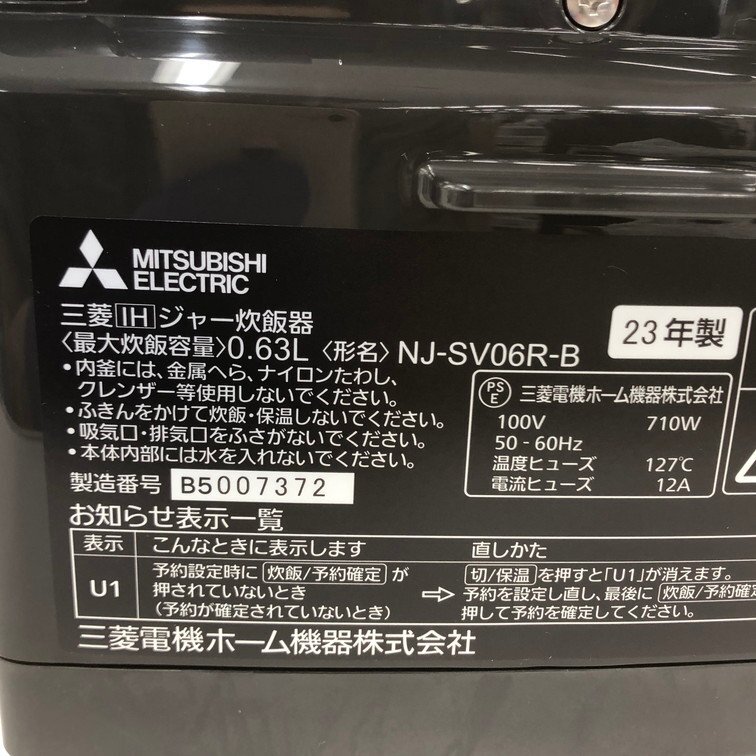 MITSUBISHI
ELECTRIC
三菱 IH ジャー炊飯器
23年製
〈最大炊飯容量〉0.63L 〈形名〉NJ-SV06R-B
・内釜には、金属へら、ナイロンたわし、
クレンザー等使用しないでください。
・ふきんをかけて炊飯・保温しないでください。
・吸気口・排気口をふさがないでください。
・本体内部には水を入れないでください。
PS
E
三菱電機ホーム機器株式会社
100V 710W
50-60Hz
温度ヒューズ 127℃
電流ヒューズ 12A
製造番号 B5007372
お知らせ表示一覧
表示 こんなときに表示します 直しかた
U1
予約設定時に 炊飯/予約確定 が
押されていないとき
(予約が確定されていないとき)
⇨
切/保温 を押すと「U1」が消えます。
予約を設定し直し、最後に 炊飯/予約確定
押して予約を確定してください。
三菱電機ホーム機器株式会社